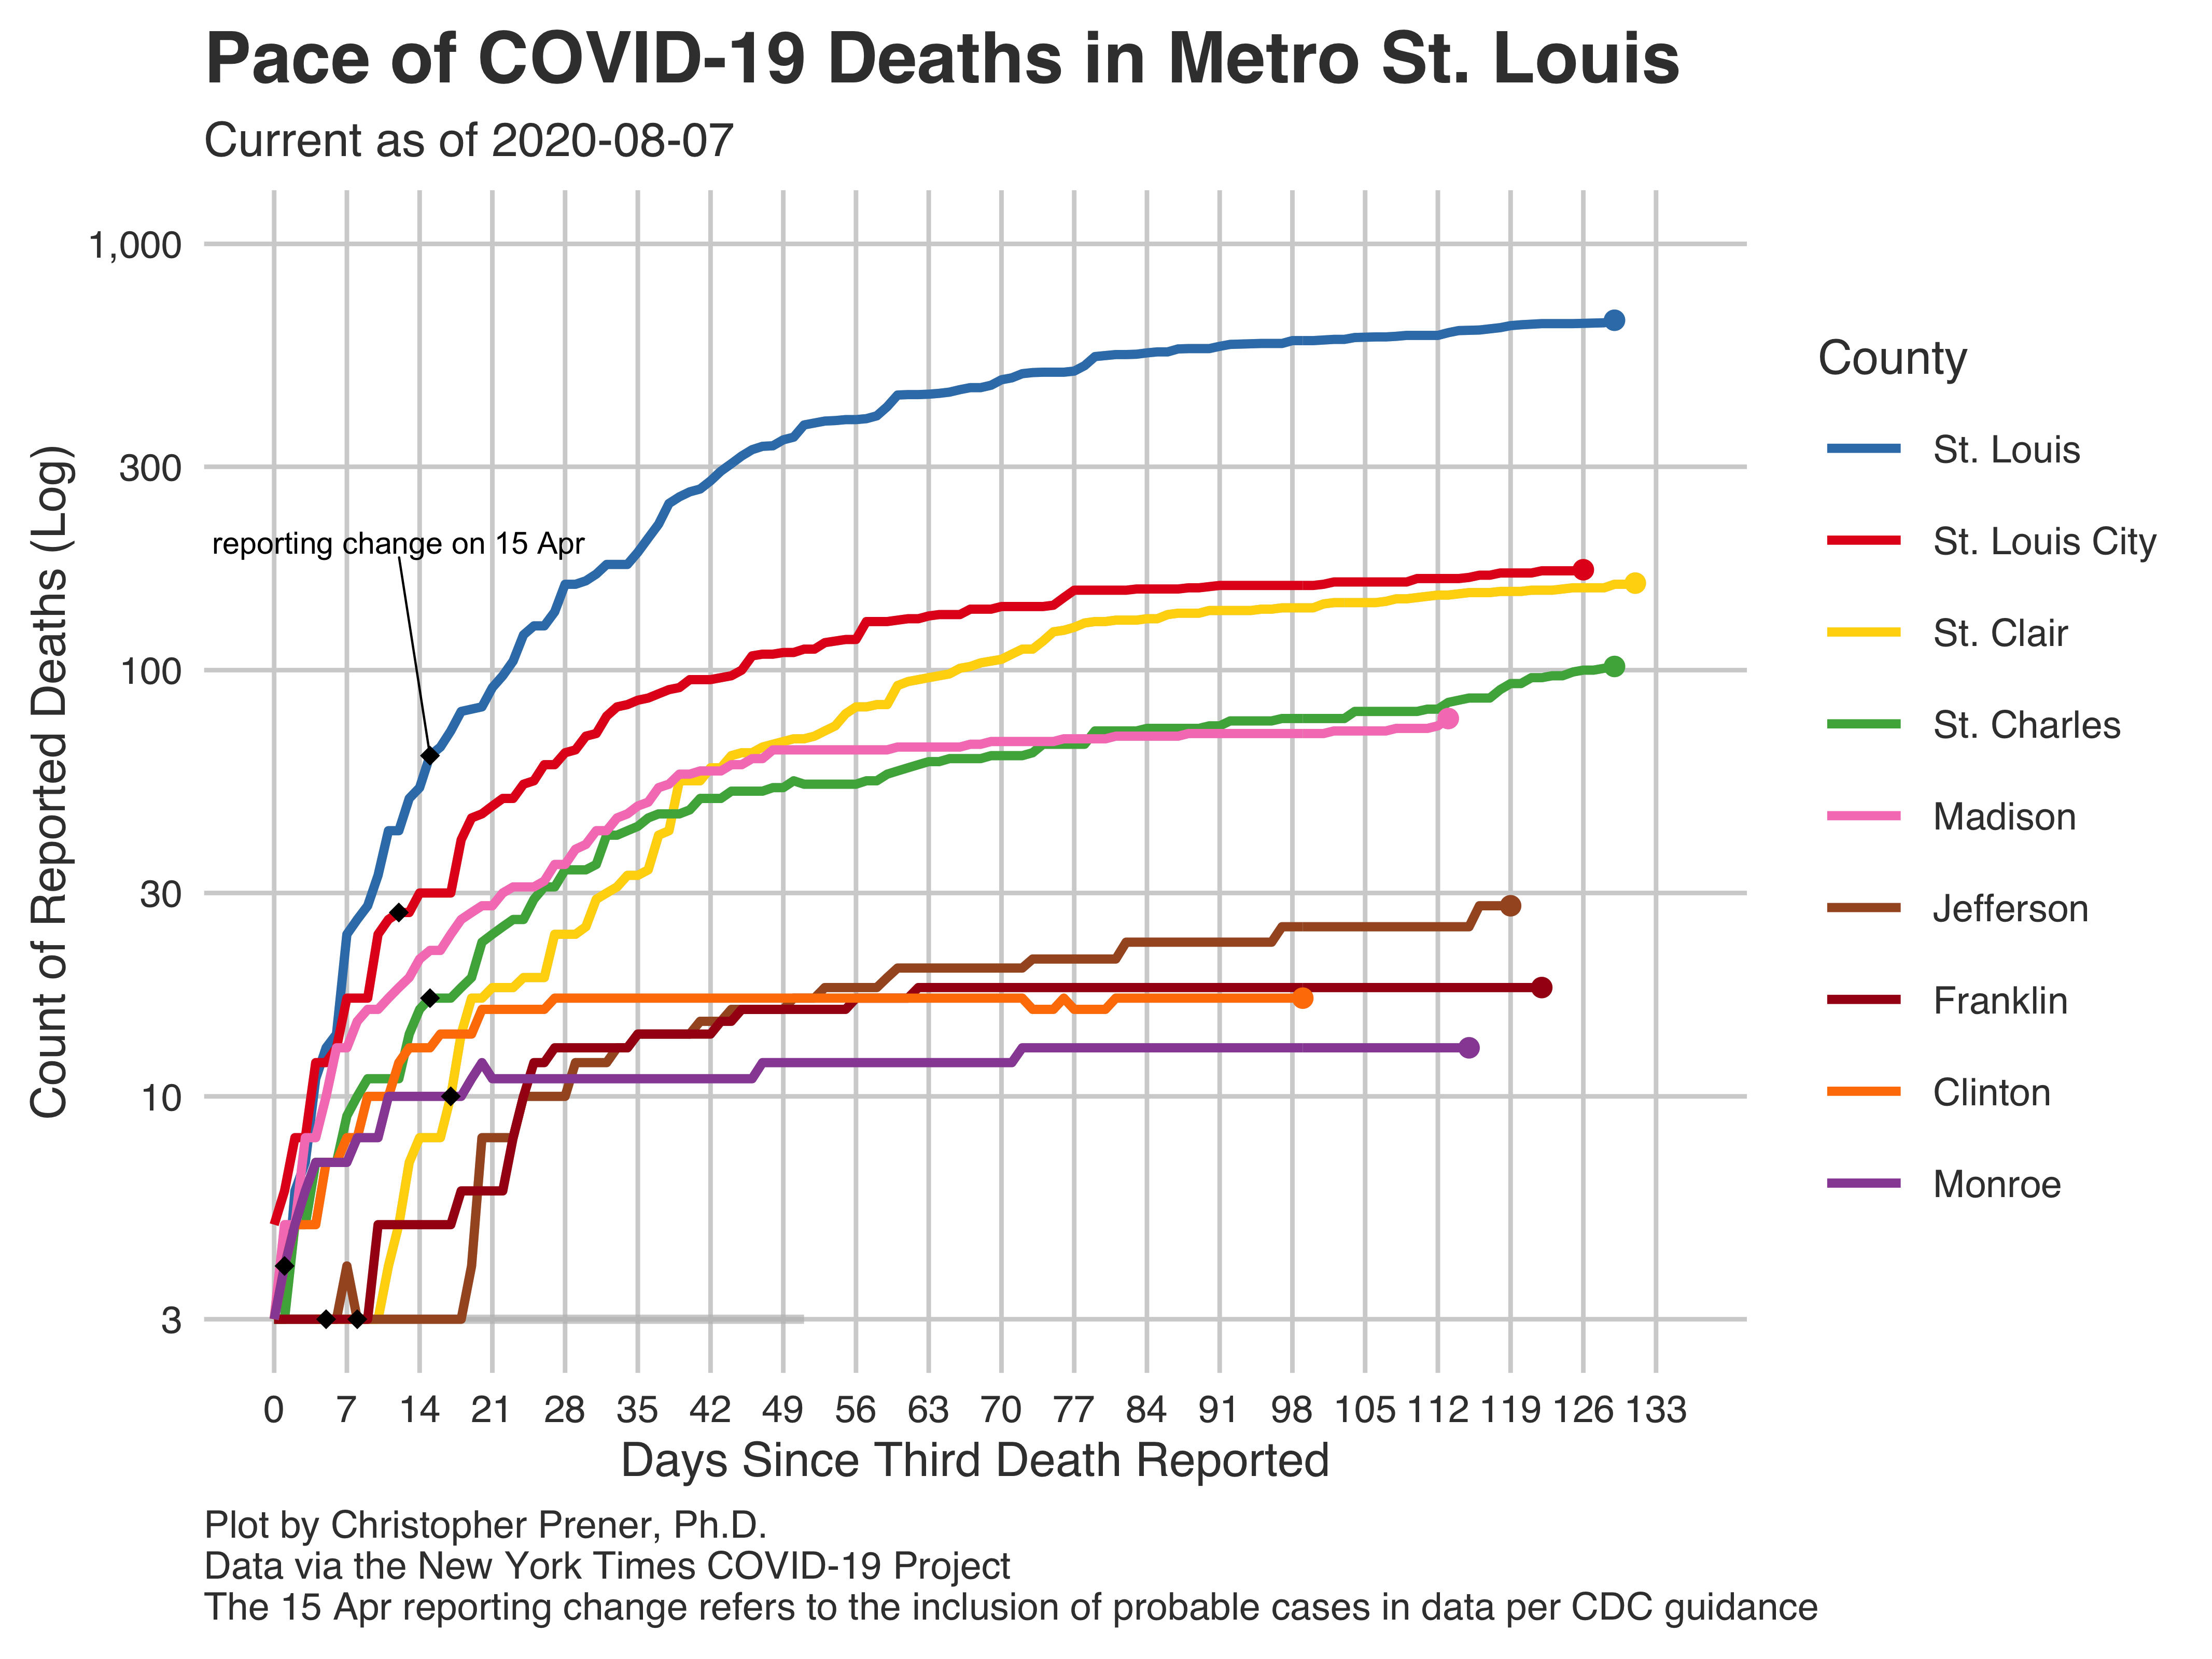 Pace of COVID-19 Deaths in Metro St. Louis
Current as of 2020-08-07
Count of Reported Deaths (Log)
1,000
300
100
30
10
3
reporting change on 15 Apr
0 7 14 21 28 35 42 49 56 63 70 77 84 91 98 105 112 119 126 133
Days Since Third Death Reported
County
St. Louis
St. Louis City
St. Clair
St. Charles
Madison
Jefferson
Franklin
Clinton
Monroe
Plot by Christopher Prener, Ph.D.
Data via the New York Times COVID-19 Project
The 15 Apr reporting change refers to the inclusion of probable cases in data per CDC guidance